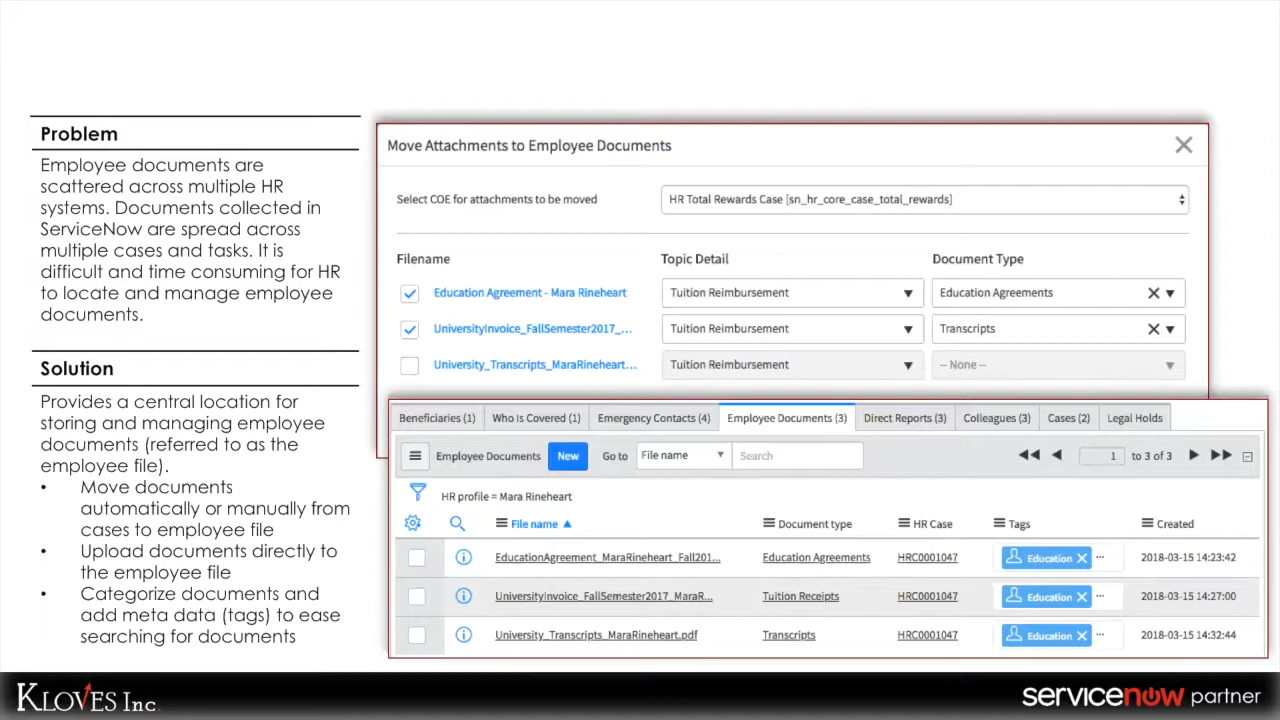 Problem
Employee documents are
scattered across multiple HR
systems. Documents collected in
ServiceNow are spread across
multiple cases and tasks. It is
difficult and time consuming for HR
to locate and manage employee
documents.
Solution
Provides a central location for
storing and managing employee
documents (referred to as the
employee file).
• Move documents
automatically or manually from
cases to employee file
• Upload documents directly to
the employee file
• Categorize documents and
add meta data (tags) to ease
searching for documents
Move Attachments to Employee Documents
Select COE for attachments to be moved HR Total Rewards Case [sn_hr_core_case_total_rewards]
Filename Topic Detail Document Type
Education Agreement - Mara Rineheart Tuition Reimbursement Education Agreements
UniversityInvoice_FallSemester2017_... Tuition Reimbursement Transcripts
University_Transcripts_MaraRineheart... Tuition Reimbursement -- None --
Beneficiaries (1) Who Is Covered (1) Emergency Contacts (4) Employee Documents (3) Direct Reports (3) Colleagues (3) Cases (2) Legal Holds
Employee Documents New Go to File name Search 1 to 3 of 3
HR profile = Mara Rineheart
File name Document type HR Case Tags Created
EducationAgreement_MaraRineheart_Fall201... Education Agreements HRC0001047 Education ... 2018-03-15 14:23:42
UniversityInvoice_FallSemester2017_MaraR... Tuition Receipts HRC0001047 Education ... 2018-03-15 14:27:00
University_Transcripts_MaraRineheart.pdf Transcripts HRC0001047 Education ... 2018-03-15 14:32:44
KLOVES Inc.
servicenow partner